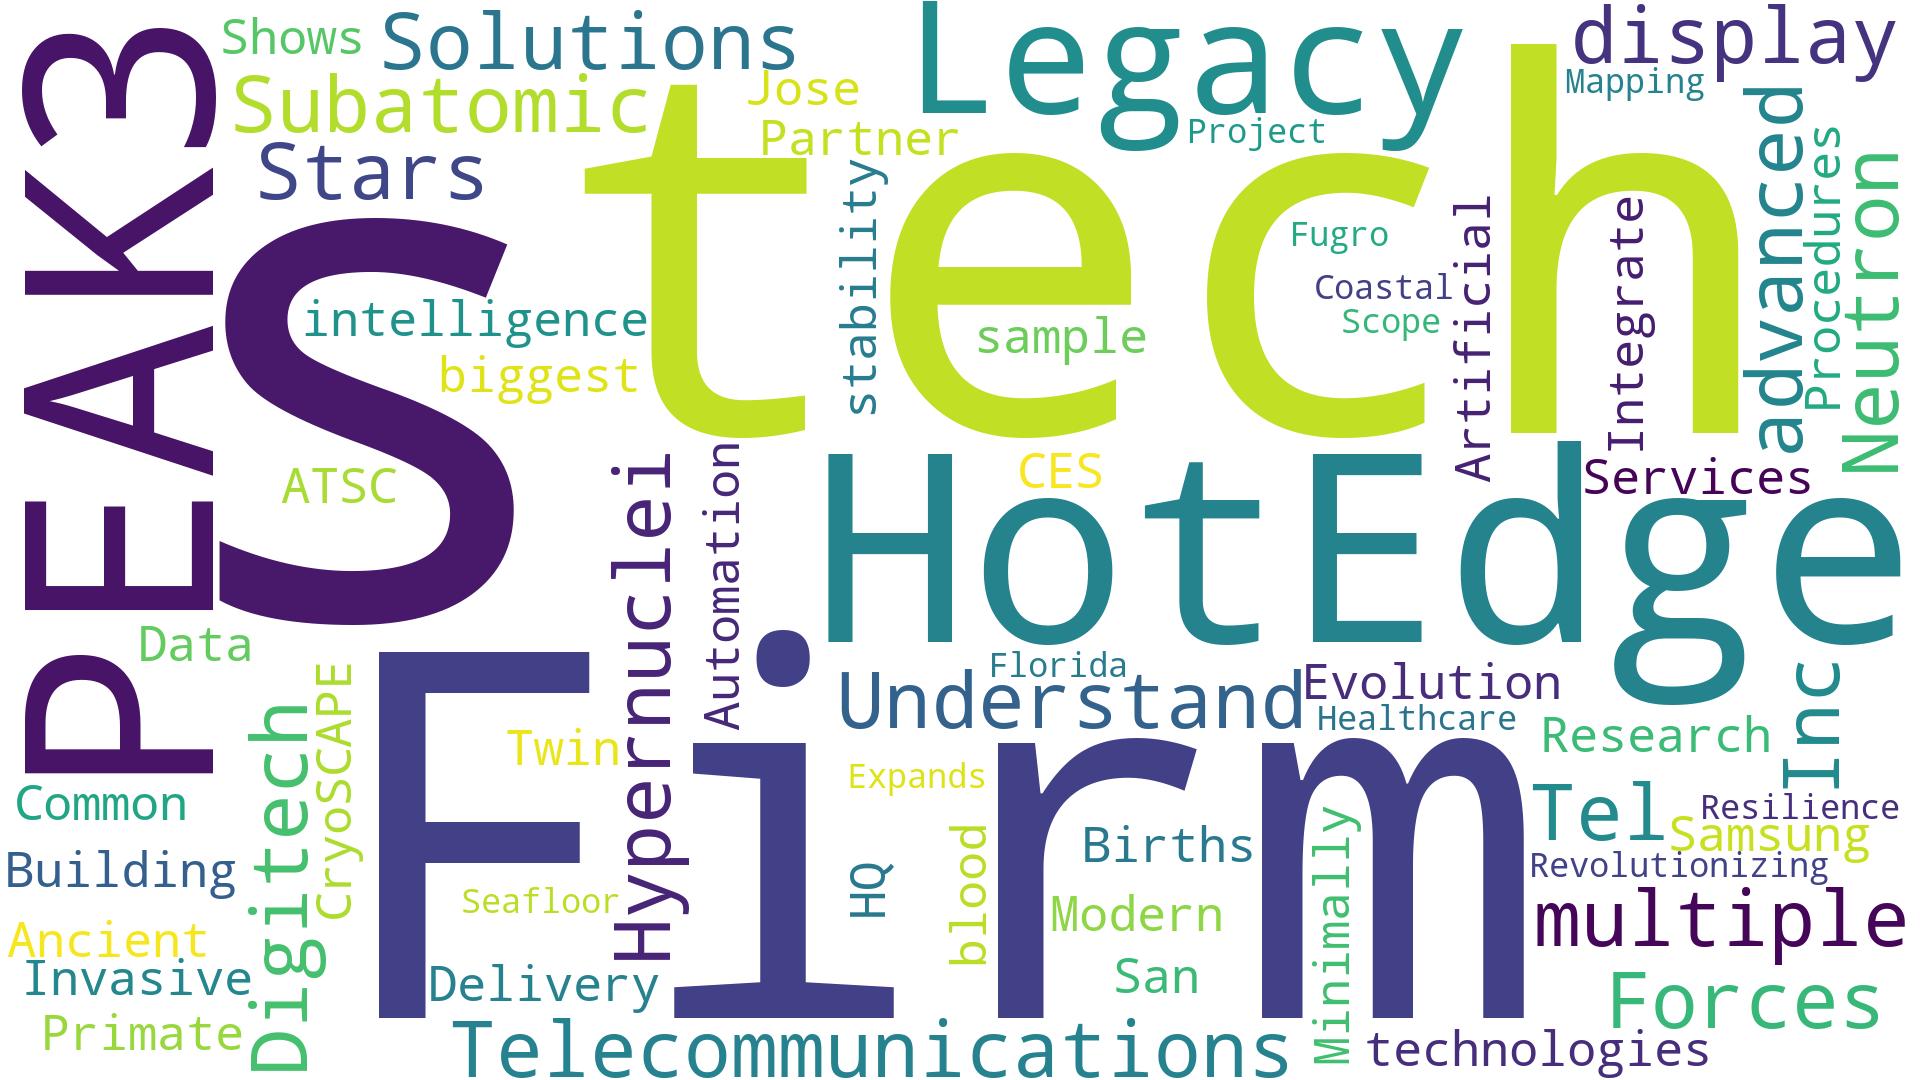 PEAK3
Shows
Solutions
Legacy
display
Subatomic
Jose
Mapping
Partner
Project
Stars
S
tech
stability
Fugro
Coastal
Scope
Artificial
Integrate
advanced
Procedures
Neutron
intelligence
sample
biggest
ATSC
CES
Services
HotEdge
Hypernuclei
Automation
Data
Florida
Understand
Evolution
Healthcare
Inc
CryoSCAPE
Digitech
Firm
Twin
Research
Expands
Common
Tel
Resilience
Samsung
Building
Births
Revolutionizing
Seafloor
HQ
blood
Modern
Minimally
multiple
Ancient
Invasive
Delivery
San
Forces
Primate
Telecommunications
technologies